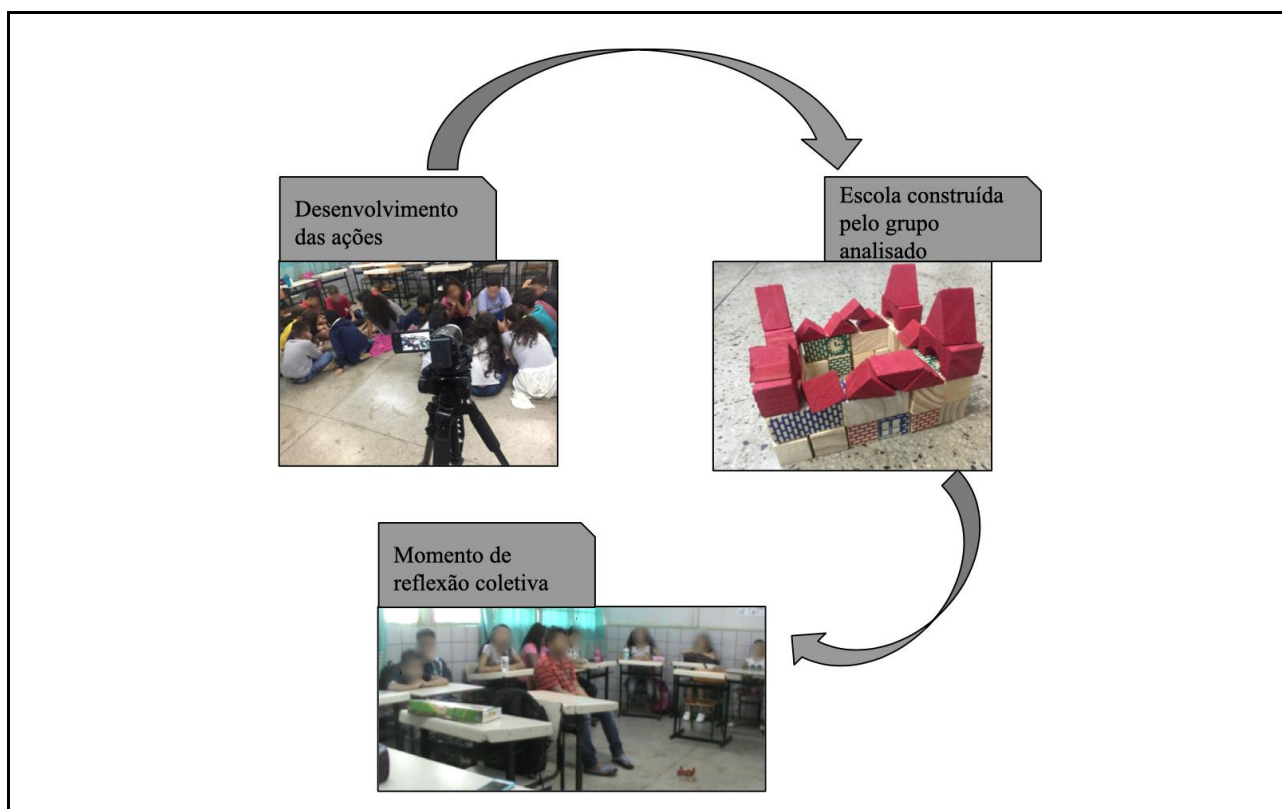 Desenvolvimento
das ações
Escola construída
pelo grupo
analisado
Momento de
reflexão coletiva